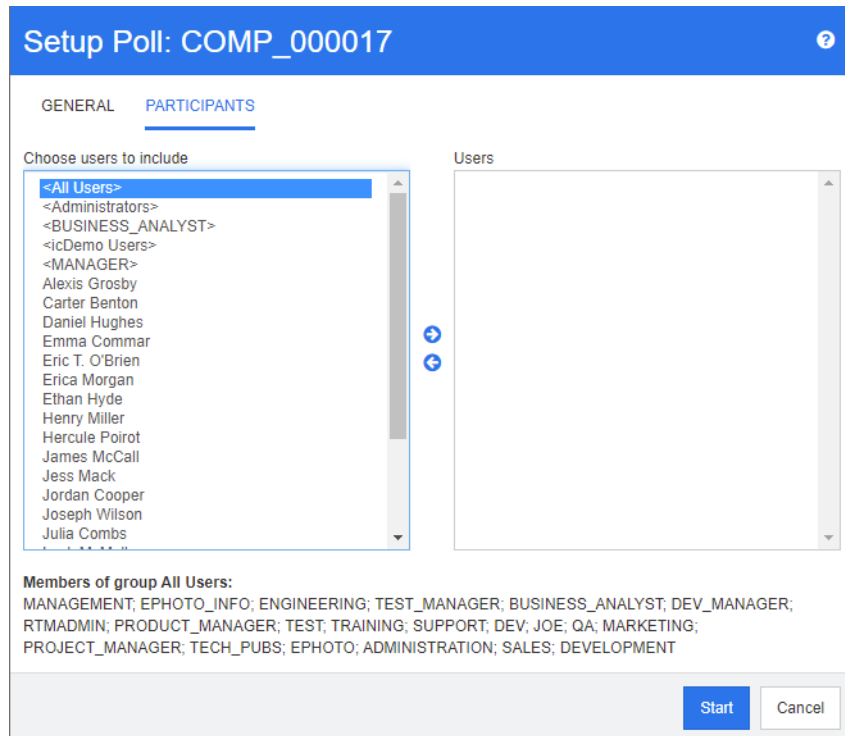 Setup Poll: COMP_000017
?
GENERAL PARTICIPANTS
Choose users to include
Users
<All Users>
<Administrators>
<BUSINESS_ANALYST>
<icDemo Users>
<MANAGER>
Alexis Grosby
Carter Benton
Daniel Hughes
Emma Commar
Eric T. O'Brien
Erica Morgan
Ethan Hyde
Henry Miller
Hercule Poirot
James McCall
Jess Mack
Jordan Cooper
Joseph Wilson
Julia Combs
Members of group All Users:
MANAGEMENT; EPHOTO_INFO; ENGINEERING; TEST_MANAGER; BUSINESS_ANALYST; DEV_MANAGER;
RTMADMIN; PRODUCT_MANAGER; TEST; TRAINING; SUPPORT; DEV; JOE; QA; MARKETING;
PROJECT_MANAGER; TECH_PUBS; EPHOTO; ADMINISTRATION; SALES; DEVELOPMENT
Start Cancel